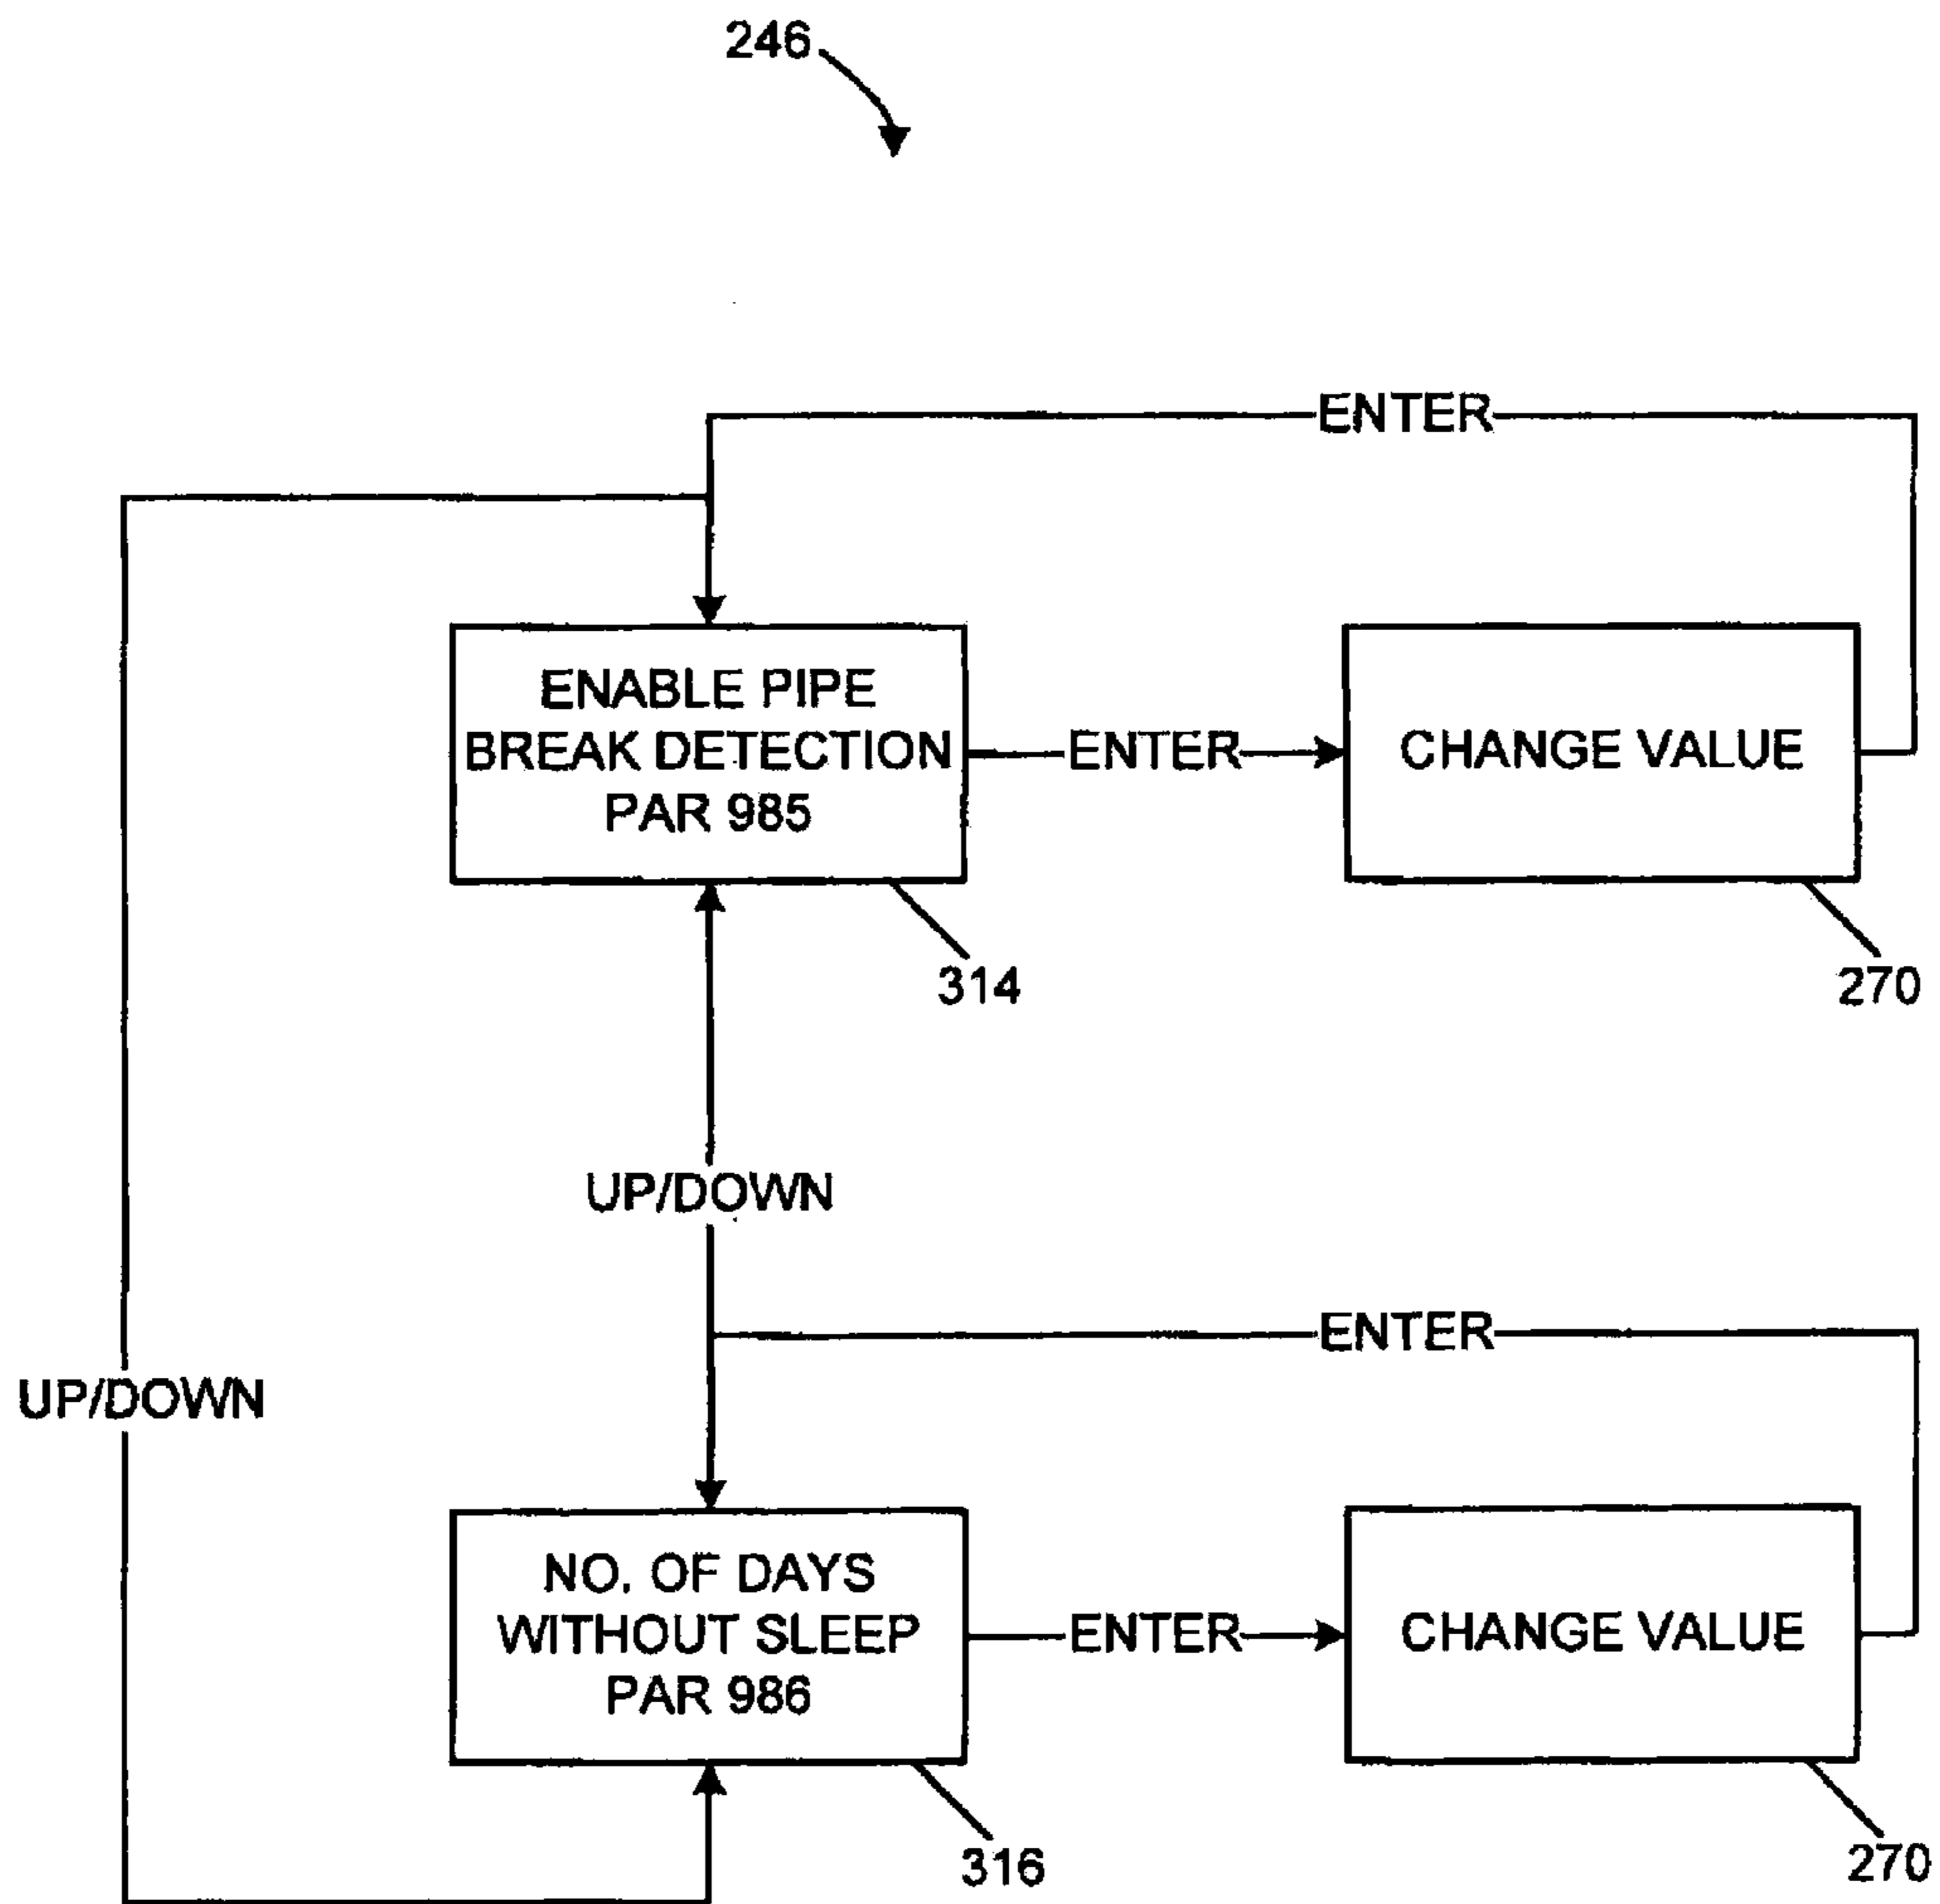 246
ENTER
ENABLE PIPE
BREAK DETECTION
PAR 985
ENTER
CHANGE VALUE
314
270
UP/DOWN
ENTER
UP/DOWN
NO. OF DAYS
WITHOUT SLEEP
PAR 986
ENTER
CHANGE VALUE
316
270